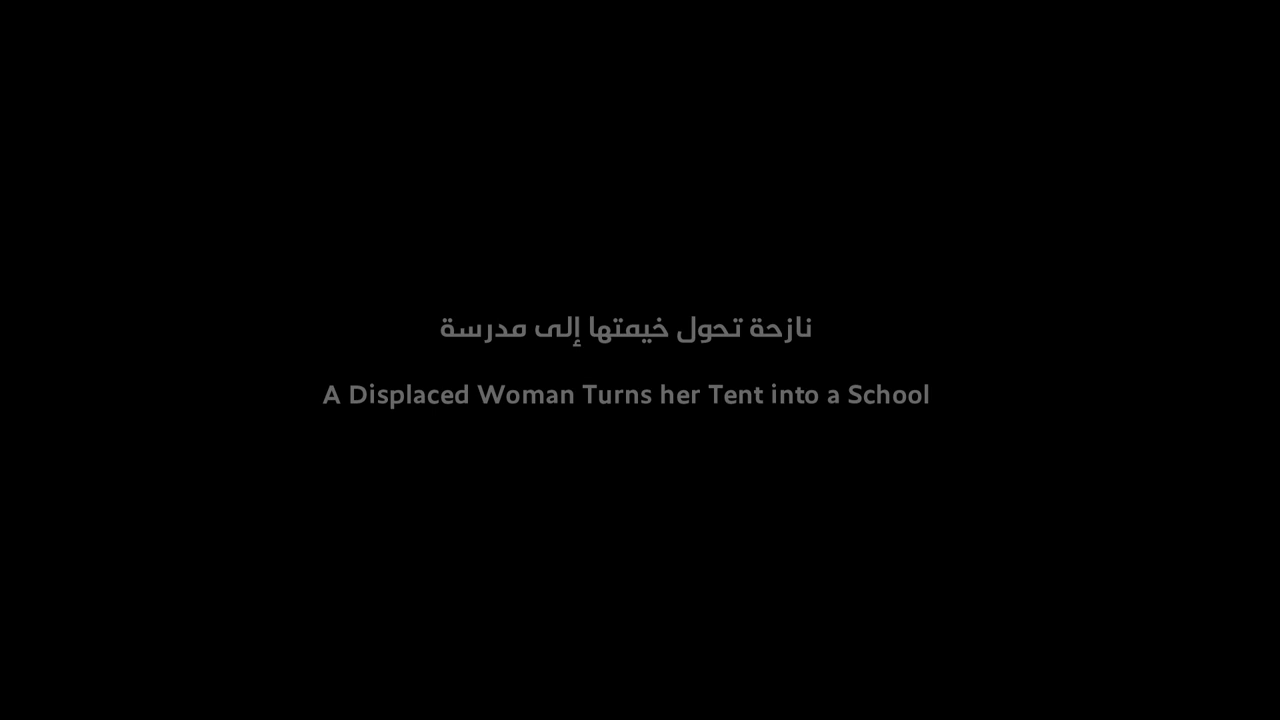 نازحة تحول خيمتها إلى مدرسة
A Displaced Woman Turns her Tent into a School